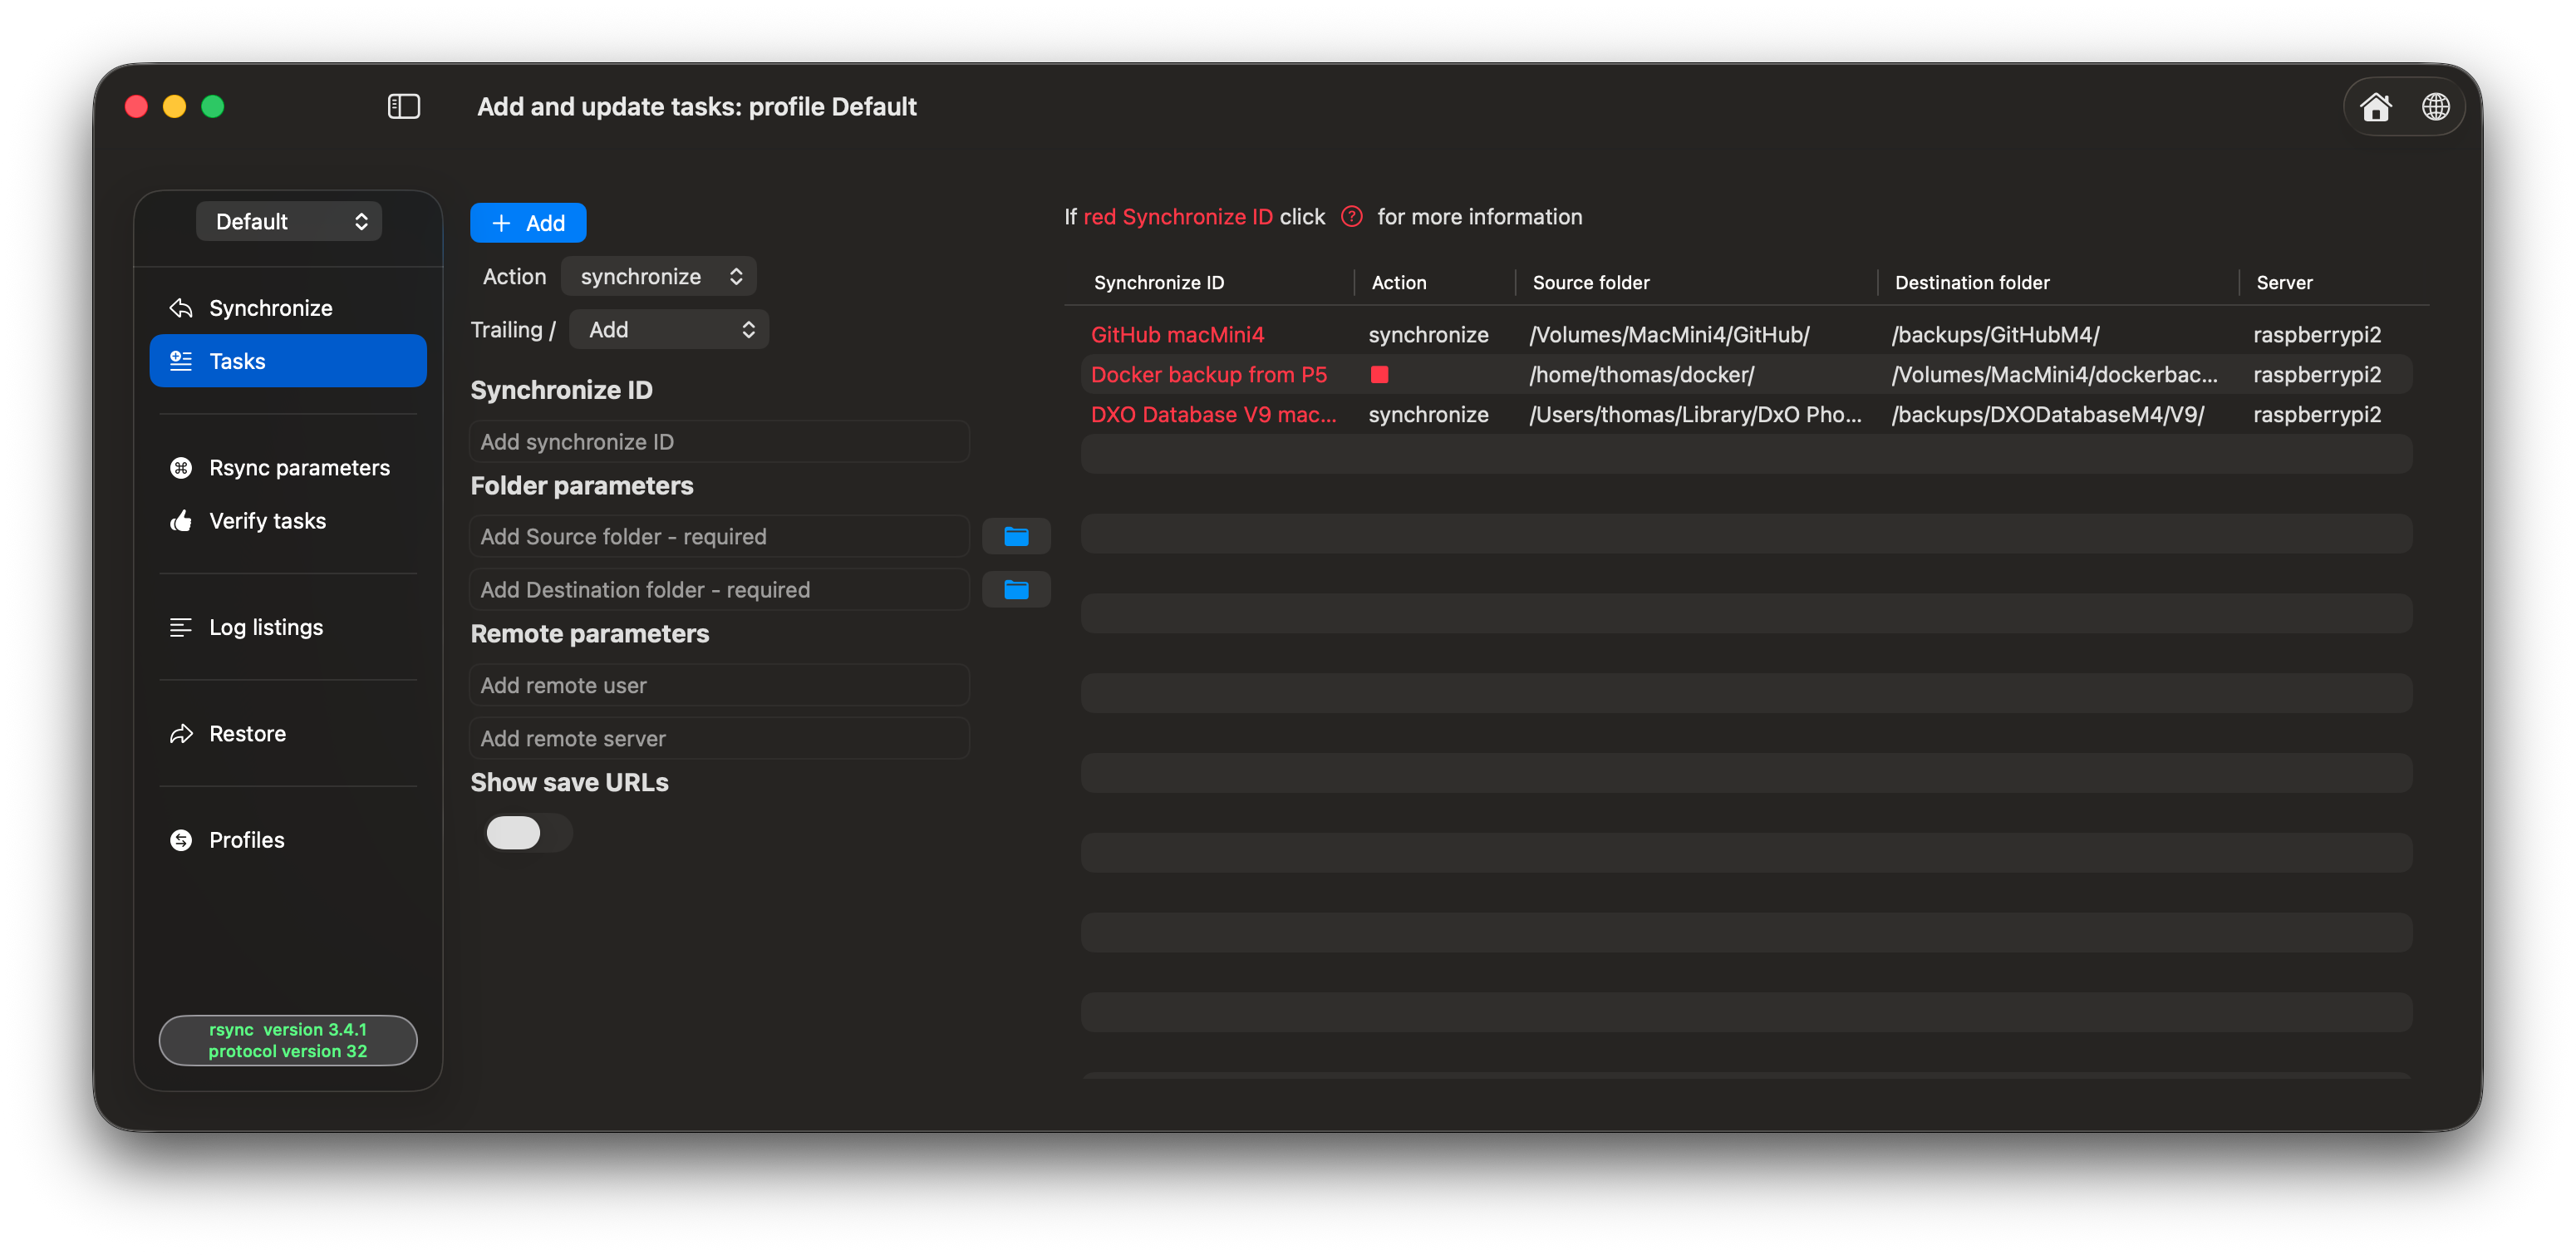 Add and update tasks: profile Default
Default
Synchronize
Tasks
Rsync parameters
Verify tasks
Log listings
Restore
Profiles
rsync version 3.4.1
protocol version 32
+ Add
Action synchronize
Trailing / Add
Synchronize ID
Add synchronize ID
Folder parameters
Add Source folder - required
Add Destination folder - required
Remote parameters
Add remote user
Add remote server
Show save URLs
If red Synchronize ID click ? for more information
Synchronize ID Action Source folder Destination folder Server
GitHub macMini4 synchronize /Volumes/MacMini4/GitHub/ /backups/GitHubM4/ raspberrypi2
Docker backup from P5 /home/thomas/docker/ /Volumes/MacMini4/dockerbac... raspberrypi2
DXO Database V9 mac... synchronize /Users/thomas/Library/DxO Pho... /backups/DXODatabaseM4/V9/ raspberrypi2